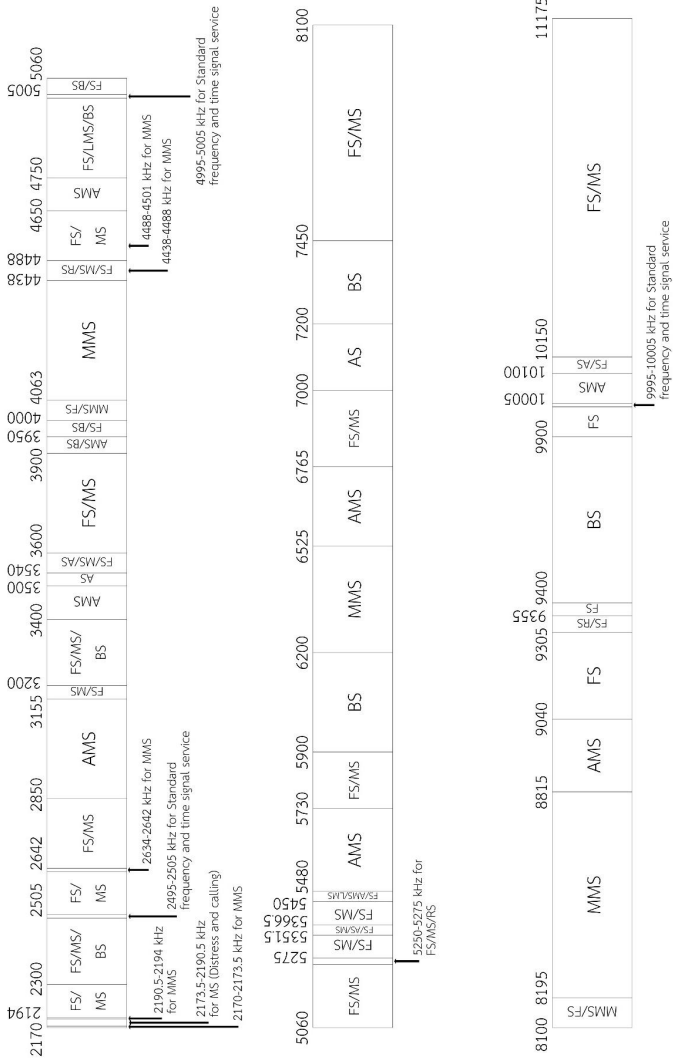 2170
2194
2300
2505
2642
2850
3155
3200
3400
3500
3540
3600
3900
3950
4000
4063
4438
4488
4650
4750
5005
5060
FS/
MS
FS/MS/
BS
FS/
MS
FS/MS
AMS
FS/MS
FS/MS/
BS
AMS
AS
FS/MS/AS
FS/MS
AMS/BS
FS/BS
MMS/FS
MMS
FS/MS/RS
FS/
MS
AMS
FS/LMS/BS
FS/BS
2190.5-2194 kHz
for MMS
2173.5-2190.5 kHz
for MS (Distress and calling)
2170-2173.5 kHz for MMS
2495-2505 kHz for Standard
frequency and time signal service
2634-2642 kHz for MMS
4488-4501 kHz for MMS
4438-4488 kHz for MMS
4995-5005 kHz for Standard
frequency and time signal service
5060
5275
5351.5
5366.5
5450
5480
5730
5900
6200
6525
6765
7000
7200
7450
8100
FS/MS
FS/MS
FS/AS/MS
FS/MS
FS/AMS/LMS
AMS
FS/MS
BS
MMS
AMS
FS/MS
AS
BS
FS/MS
5250-5275 kHz for
FS/MS/RS
8100
8195
8815
9040
9305
9355
9400
9900
10005
10100
10150
11175
MMS/FS
MMS
AMS
FS
FS/RS
FS
BS
FS
AMS
FS/AS
FS/MS
9995-10005 kHz for Standard
frequency and time signal service